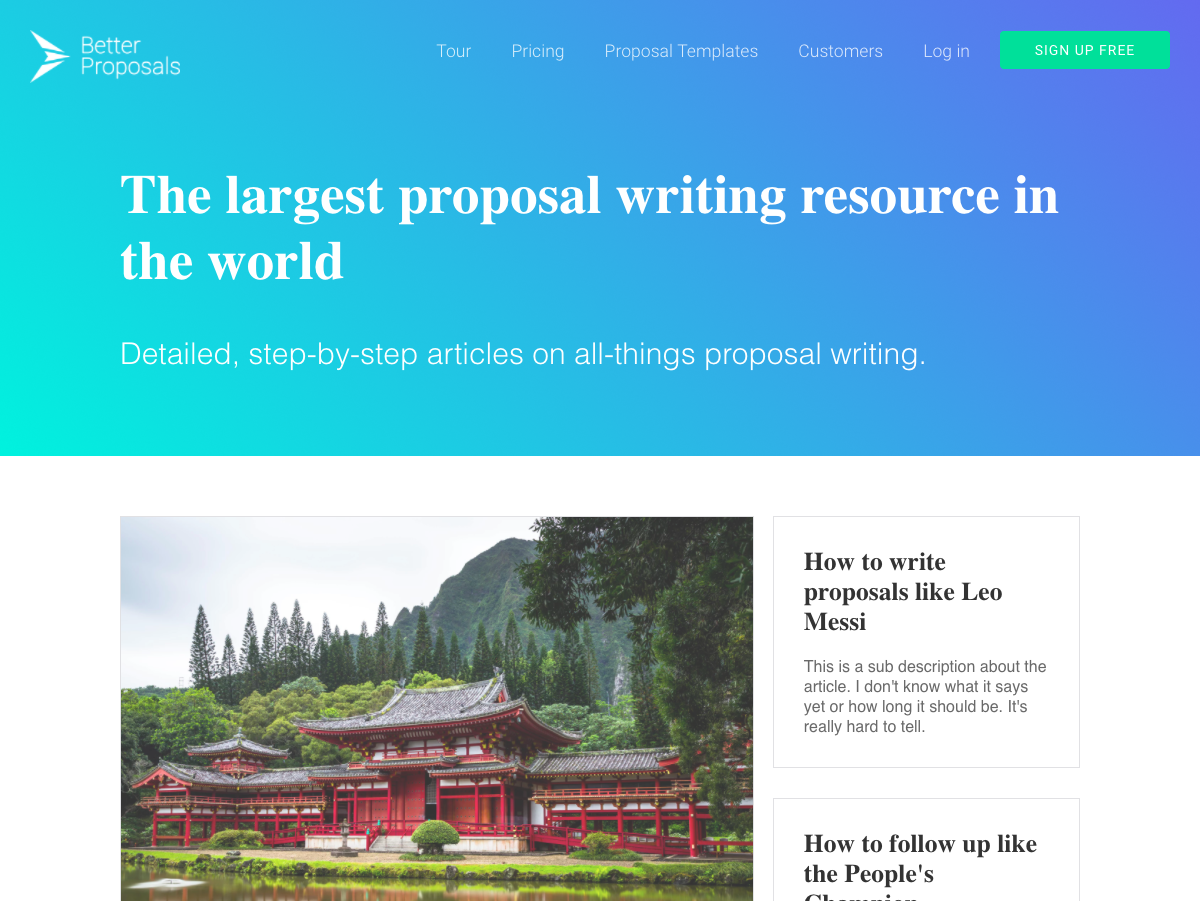 Better
Proposals
Tour
Pricing
Proposal Templates
Customers
Log in
SIGN UP FREE
The largest proposal writing resource in
the world
Detailed, step-by-step articles on all-things proposal writing.
How to write
proposals like Leo
Messi
This is a sub description about the
article. I don't know what it says
yet or how long it should be. It's
really hard to tell.
How to follow up like
the People's
Champion